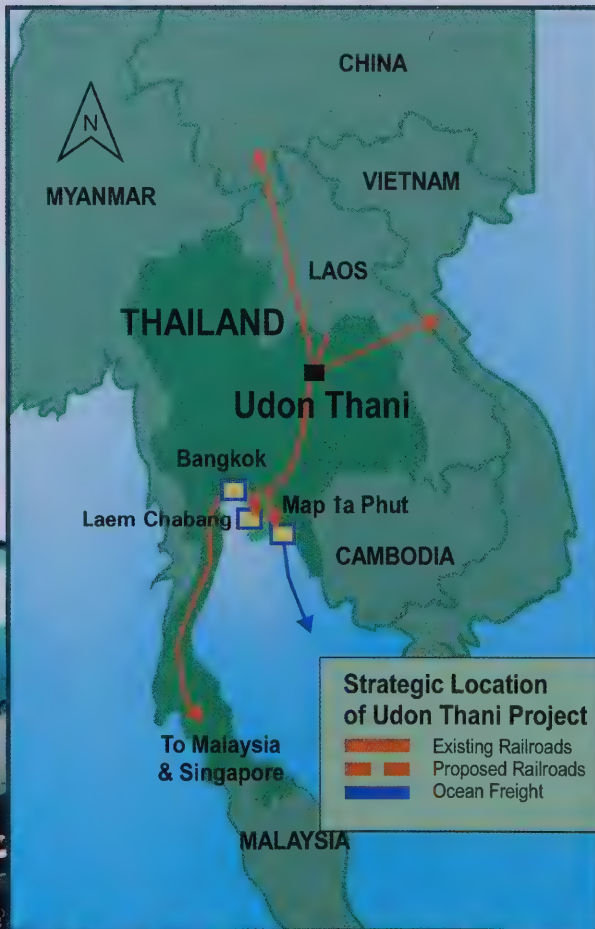 CHINA
N
MYANMAR
VIETNAM
LAOS
THAILAND
Udon Thani
Bangkok
Laem Chabang
Map Ta Phut
CAMBODIA
Strategic Location
of Udon Thani Project
Existing Railroads
Proposed Railroads
Ocean Freight
To Malaysia
& Singapore
MALAYSIA